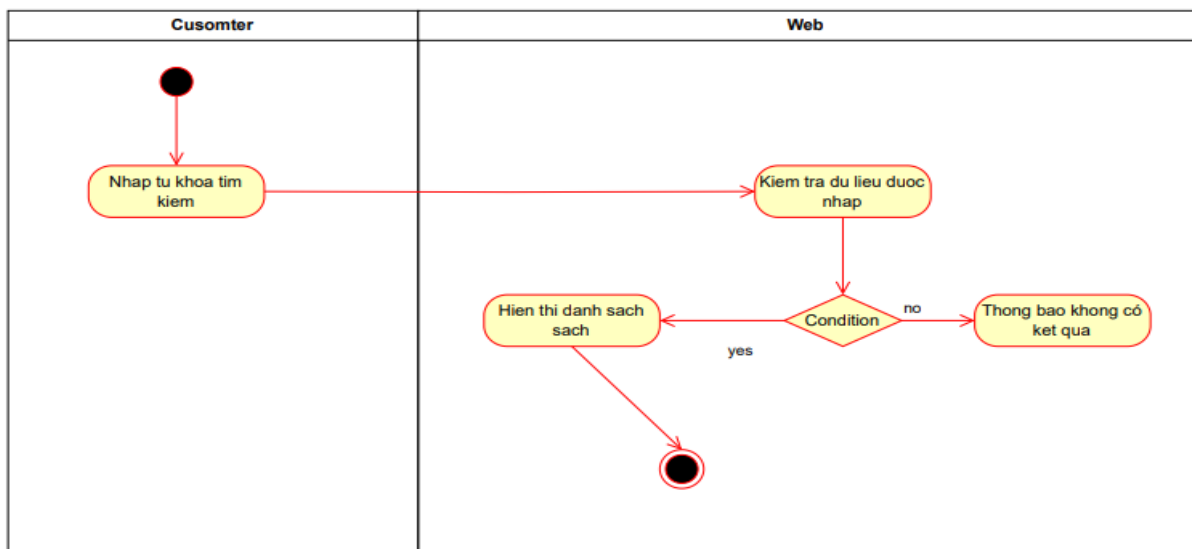 Cusomter
Web
Nhap tu khoa tim
kiem
Kiem tra du lieu duoc
nhap
Hien thi danh sach
sach
Condition
no
Thong bao khong có
ket qua
yes